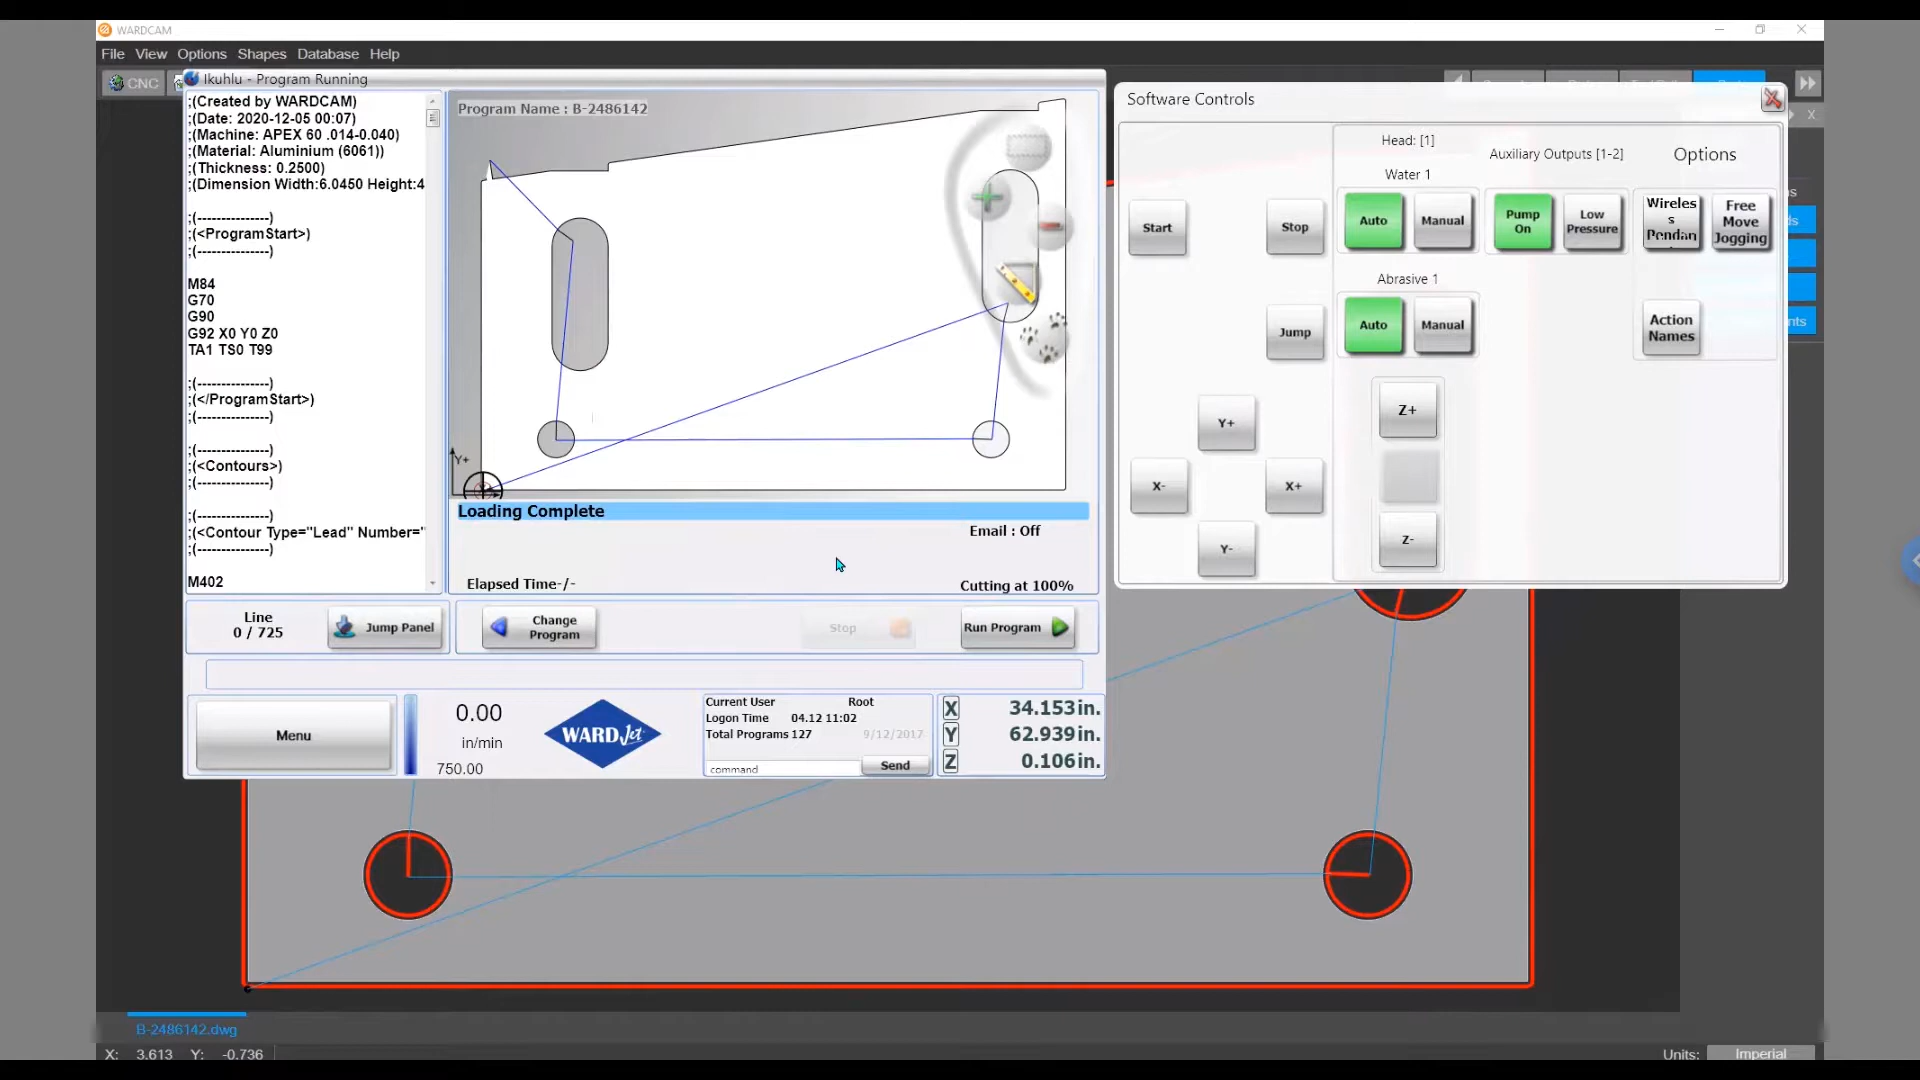 WARDCAM
File View Options Shapes Database Help
CNC
Ikuhlu - Program Running
;(Created by WARDCAM)
;(Date: 2020-12-05 00:07)
;(Machine: APEX 60 .014-0.040)
;(Material: Aluminium (6061))
;(Thickness: 0.2500)
;(Dimension Width:6.0450 Height:4
;(---------------)
;(<ProgramStart>)
;(---------------)
M84
G70
G90
G92 X0 Y0 Z0
TA1 TS0 T99
;(---------------)
;(</ProgramStart>)
;(---------------)
;(---------------)
;(<Contours>)
;(---------------)
;(---------------)
;(<Contour Type="Lead" Number="
;(---------------)
M402
Program Name : B-2486142
Y+
Loading Complete
Email : Off
Elapsed Time-/-
Cutting at 100%
Line
0 / 725
Jump Panel
Change
Program
Stop
Run Program
Menu
0.00
in/min
750.00
WARDJet
Current User Root
Logon Time 04.12 11:02
Total Programs 127 9/12/2017
command
Send
X 34.153in.
Y 62.939in.
Z 0.106in.
Software Controls
Head: [1]
Auxiliary Outputs [1-2]
Options
Water 1
Start
Stop
Auto
Manual
Pump
On
Low
Pressure
Wireles
s
Pendan
Free
Move
Jogging
Abrasive 1
Jump
Auto
Manual
Action
Names
Y+
X-
X+
Y-
Z+
Z-
B-2486142.dwg
X: 3.613 Y: -0.736
Units: Imperial